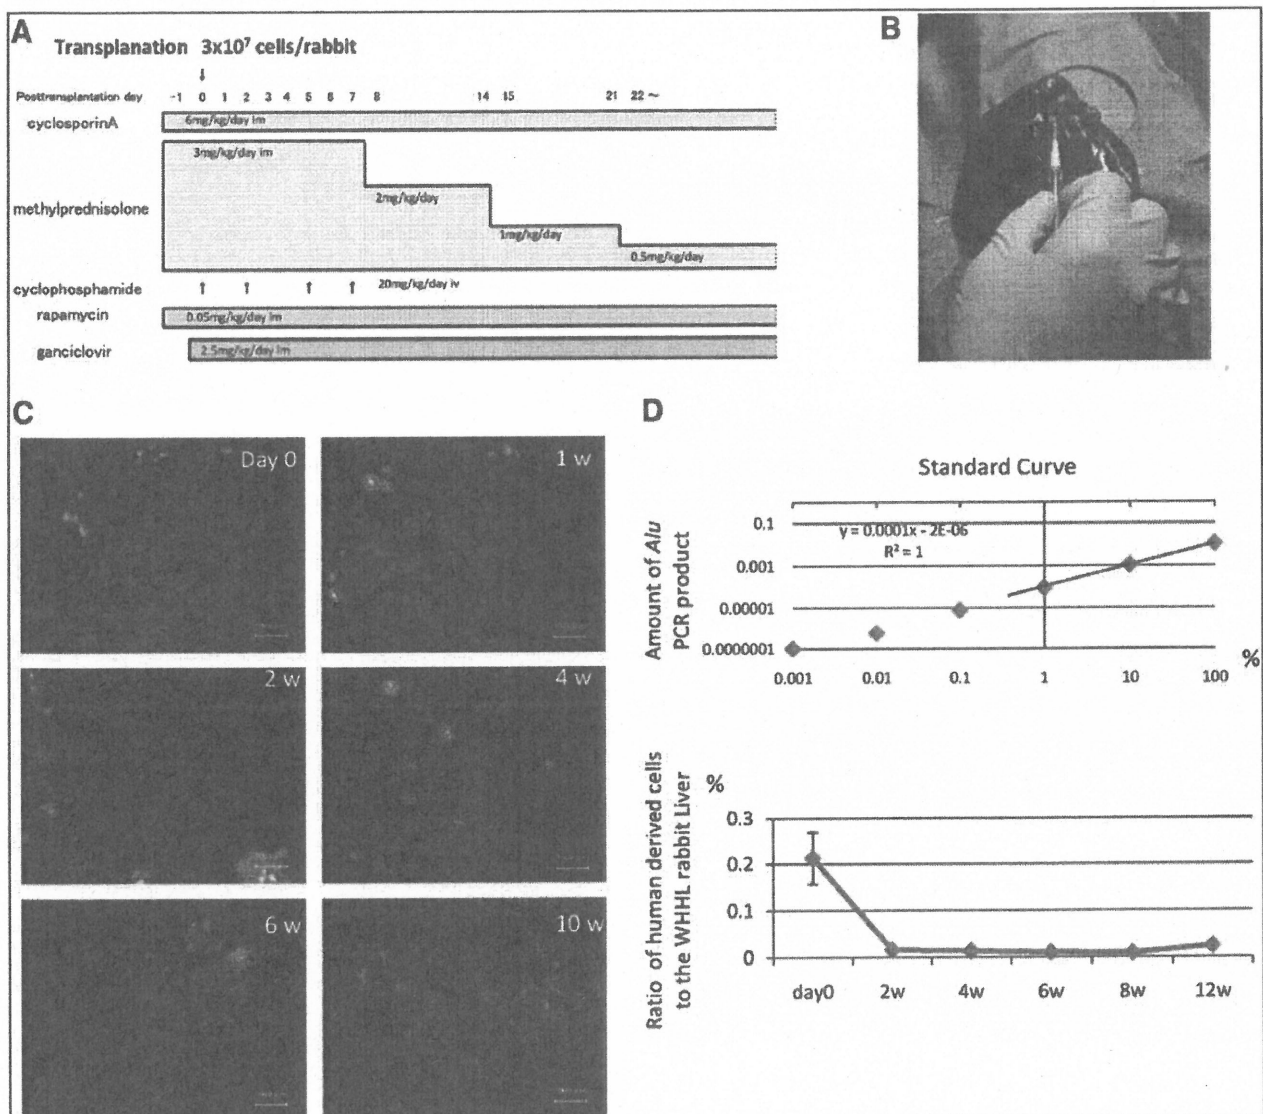 A
Transplanation 3x10⁷ cells/rabbit
↓
Posttransplantation day -1 0 1 2 3 4 5 6 7 8 14 15 21 22 ～
cyclosporinA 6mg/kg/day im
3mg/kg/day im
methylprednisolone
2mg/kg/day
1mg/kg/day
0.5mg/kg/day
cyclophosphamide ↑ ↑ ↑ ↑ 20mg/kg/day iv
rapamycin 0.05mg/kg/day im
ganciclovir 2.5mg/kg/day im
B
C
Day 0
1 w
2 w
4 w
6 w
10 w
D
Standard Curve
Amount of Alu
PCR product
0.1
0.001
0.00001
0.0000001
y = 0.0001x - 2E-06
R² = 1
%
0.001 0.01 0.1 1 10 100
Ratio of human derived cells
to the WHHL rabbit Liver
%
0.3
0.2
0.1
0
day0 2w 4w 6w 8w 12w